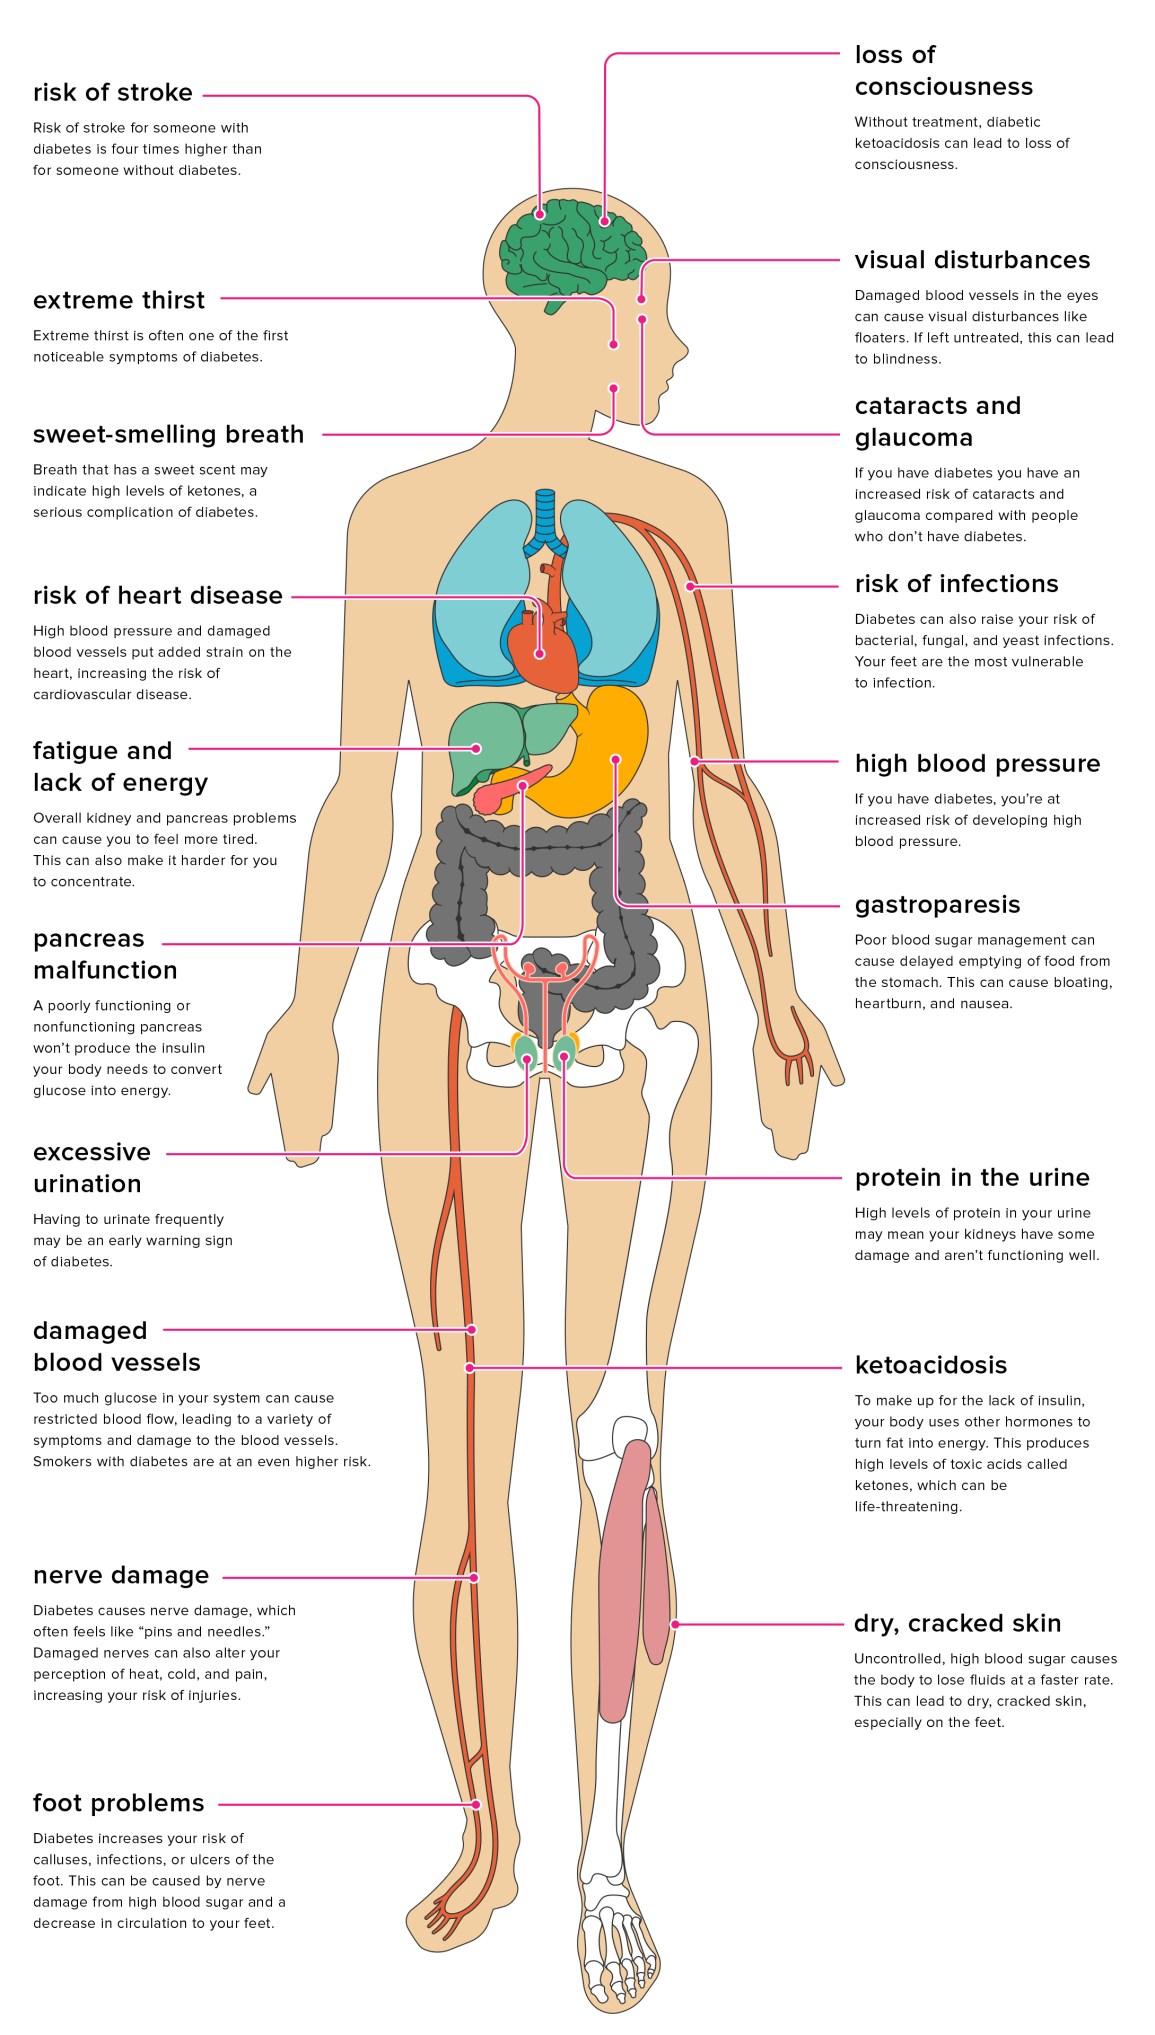 risk of stroke
Risk of stroke for someone with
diabetes is four times higher than
for someone without diabetes.
extreme thirst
Extreme thirst is often one of the first
noticeable symptoms of diabetes.
sweet-smelling breath
Breath that has a sweet scent may
indicate high levels of ketones, a
serious complication of diabetes.
risk of heart disease
High blood pressure and damaged
blood vessels put added strain on the
heart, increasing the risk of
cardiovascular disease.
fatigue and
lack of energy
Overall kidney and pancreas problems
can cause you to feel more tired.
This can also make it harder for you
to concentrate.
pancreas
malfunction
A poorly functioning or
nonfunctioning pancreas
won’t produce the insulin
your body needs to convert
glucose into energy.
excessive
urination
Having to urinate frequently
may be an early warning sign
of diabetes.
damaged
blood vessels
Too much glucose in your system can cause
restricted blood flow, leading to a variety of
symptoms and damage to the blood vessels.
Smokers with diabetes are at an even higher risk.
nerve damage
Diabetes causes nerve damage, which
often feels like “pins and needles.”
Damaged nerves can also alter your
perception of heat, cold, and pain,
increasing your risk of injuries.
foot problems
Diabetes increases your risk of
calluses, infections, or ulcers of the
foot. This can be caused by nerve
damage from high blood sugar and a
decrease in circulation to your feet.
loss of
consciousness
Without treatment, diabetic
ketoacidosis can lead to loss of
consciousness.
visual disturbances
Damaged blood vessels in the eyes
can cause visual disturbances like
floaters. If left untreated, this can lead
to blindness.
cataracts and
glaucoma
If you have diabetes you have an
increased risk of cataracts and
glaucoma compared with people
who don’t have diabetes.
risk of infections
Diabetes can also raise your risk of
bacterial, fungal, and yeast infections.
Your feet are the most vulnerable
to infection.
high blood pressure
If you have diabetes, you’re at
increased risk of developing high
blood pressure.
gastroparesis
Poor blood sugar management can
cause delayed emptying of food from
the stomach. This can cause bloating,
heartburn, and nausea.
protein in the urine
High levels of protein in your urine
may mean your kidneys have some
damage and aren’t functioning well.
ketoacidosis
To make up for the lack of insulin,
your body uses other hormones to
turn fat into energy. This produces
high levels of toxic acids called
ketones, which can be
life-threatening.
dry, cracked skin
Uncontrolled, high blood sugar causes
the body to lose fluids at a faster rate.
This can lead to dry, cracked skin,
especially on the feet.